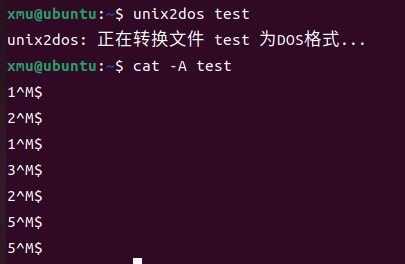 xmu@ubuntu:~$ unix2dos test
unix2dos: 正在转换文件 test 为DOS格式...
xmu@ubuntu:~$ cat -A test
1^M$
2^M$
1^M$
3^M$
2^M$
5^M$
5^M$